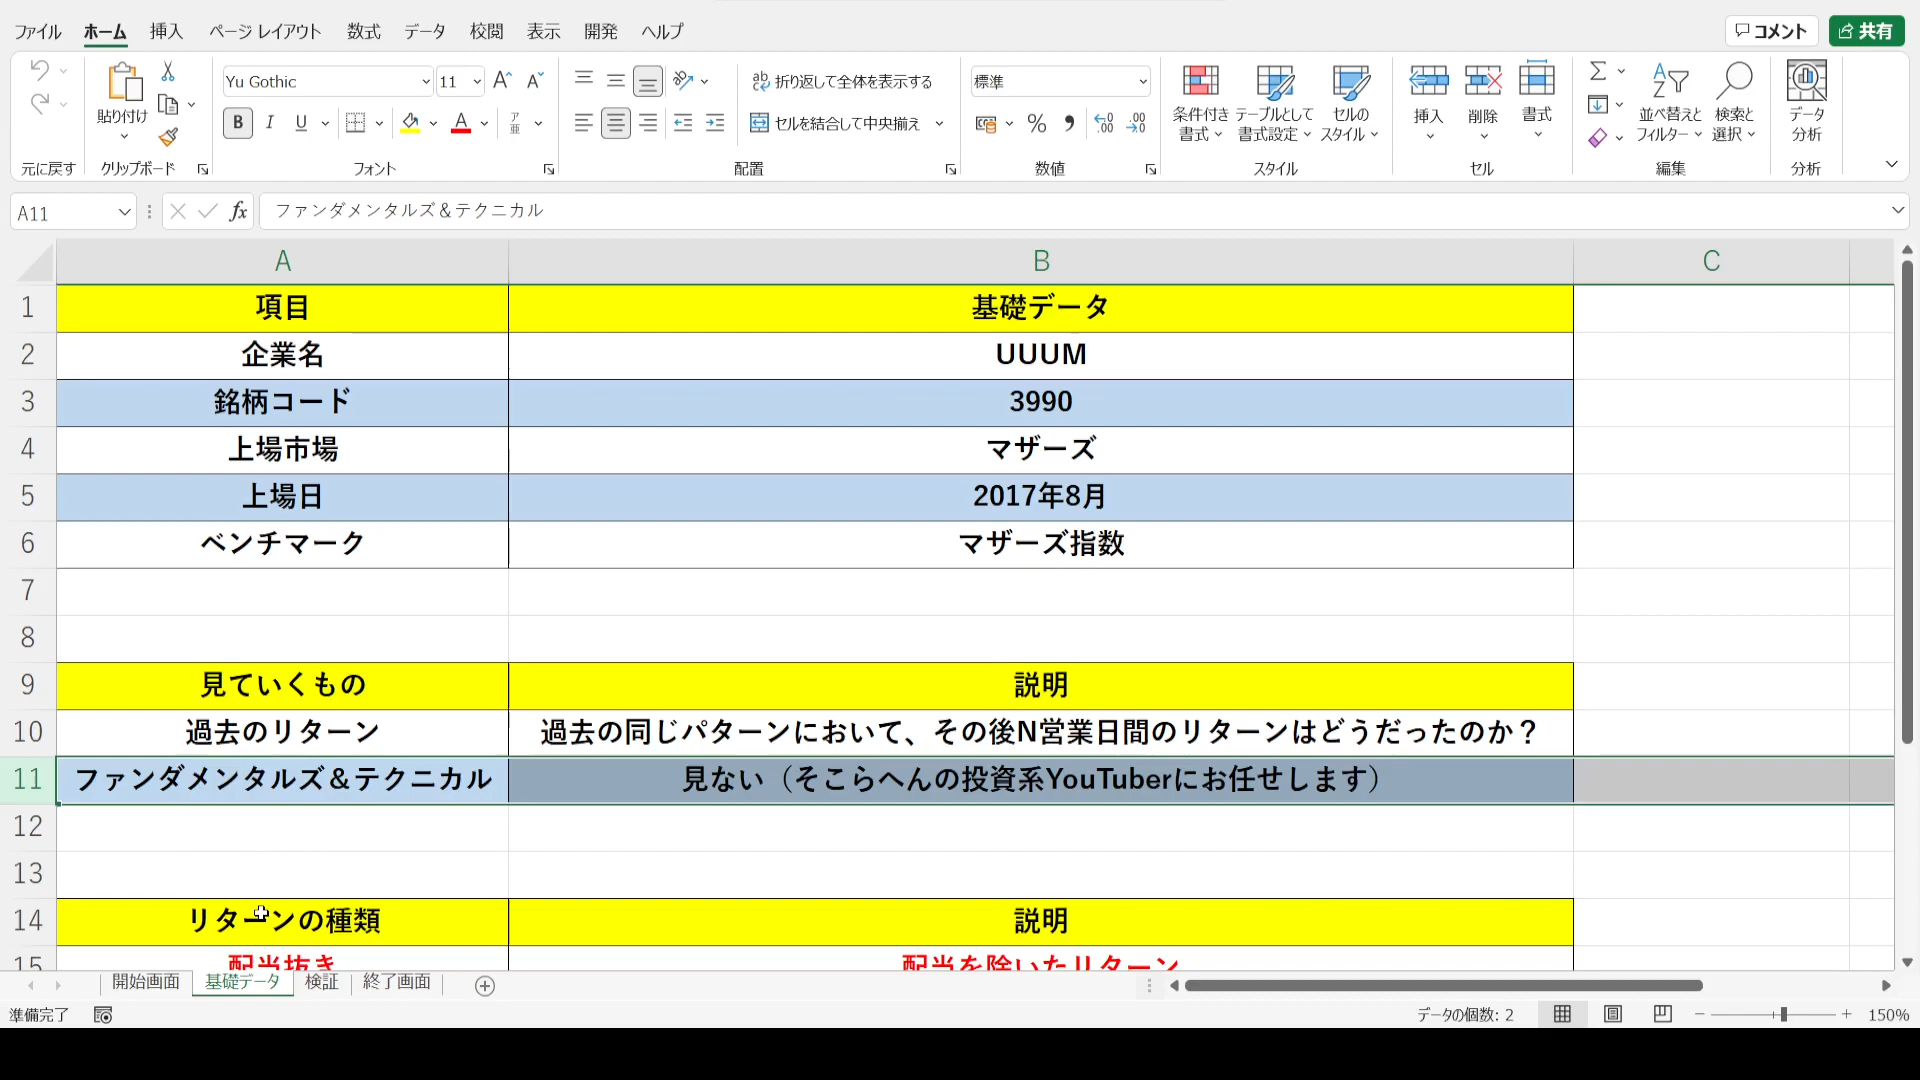 ファイル ホーム 挿入 ページ レイアウト 数式 データ 校閲 表示 開発 ヘルプ コメント 共有
Yu Gothic 11 折り返して全体を表示する 標準
貼り付け 条件付き書式 テーブルとして書式設定 セルのスタイル 挿入 削除 書式 並べ替えとフィルター 検索と選択 データ分析
B I U セルを結合して中央揃え
元に戻す クリップボード フォント 配置 数値 スタイル セル 編集 分析
A11 fx ファンダメンタルズ＆テクニカル
A B C
1 項目 基礎データ
2 企業名 UUUM
3 銘柄コード 3990
4 上場市場 マザーズ
5 上場日 2017年8月
6 ベンチマーク マザーズ指数
7
8
9 見ていくもの 説明
10 過去のリターン 過去の同じパターンにおいて、その後N営業日間のリターンはどうだったのか？
11 ファンダメンタルズ＆テクニカル 見ない（そこらへんの投資系YouTuberにお任せします）
12
13
14 リターンの種類 説明
15 配当抜き 配当を除いたリターン
開始画面 基礎データ 検証 終了画面
準備完了 データの個数: 2 150%